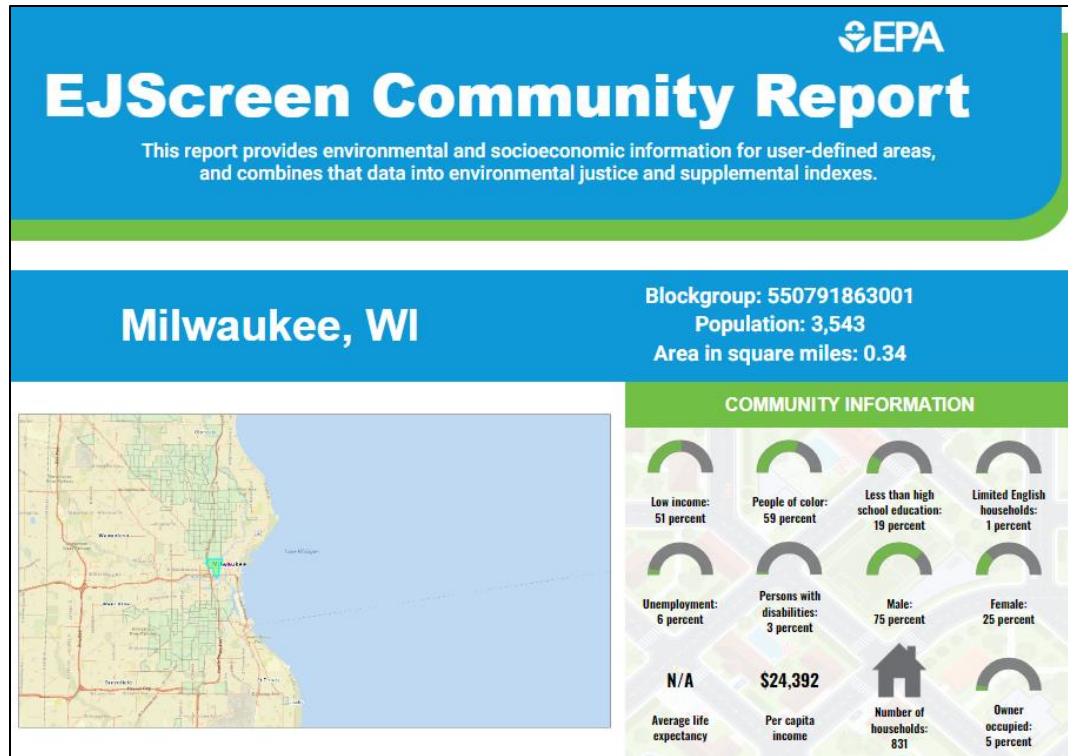 EPA
EJScreen Community Report
This report provides environmental and socioeconomic information for user-defined areas,
and combines that data into environmental justice and supplemental indexes.
Milwaukee, WI
Blockgroup: 550791863001
Population: 3,543
Area in square miles: 0.34
COMMUNITY INFORMATION
Low income:
51 percent
People of color:
59 percent
Less than high
school education:
19 percent
Limited English
households:
1 percent
Unemployment:
6 percent
Persons with
disabilities:
3 percent
Male:
75 percent
Female:
25 percent
N/A
Average life
expectancy
$24,392
Per capita
income
Number of
households:
831
Owner
occupied:
5 percent
Milwaukee
Lake Michigan